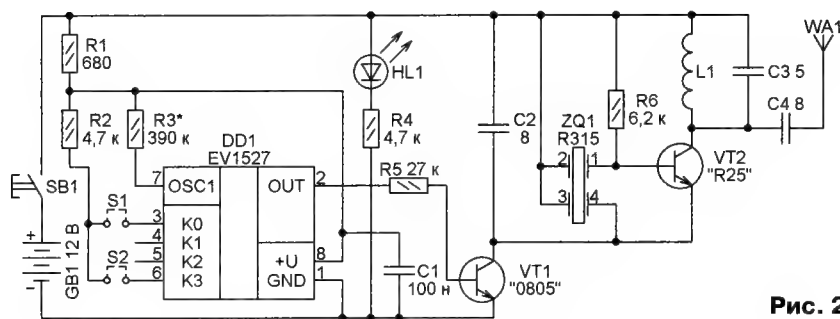 R1
680
R2
4,7 к
R3*
390 к
SB1
S1
S2
GB1 12 В
+
−
DD1
EV1527
7
OSC1
3
K0
4
K1
5
K2
6
K3
OUT
2
+U
8
GND
1
HL1
R4
4,7 к
R5 27 к
C1
100 н
VT1
"0805"
C2
8
ZQ1
R315
2
1
3
4
R6
6,2 к
L1
C3 5
C4 8
WA1
VT2
"R25"
Рис. 2